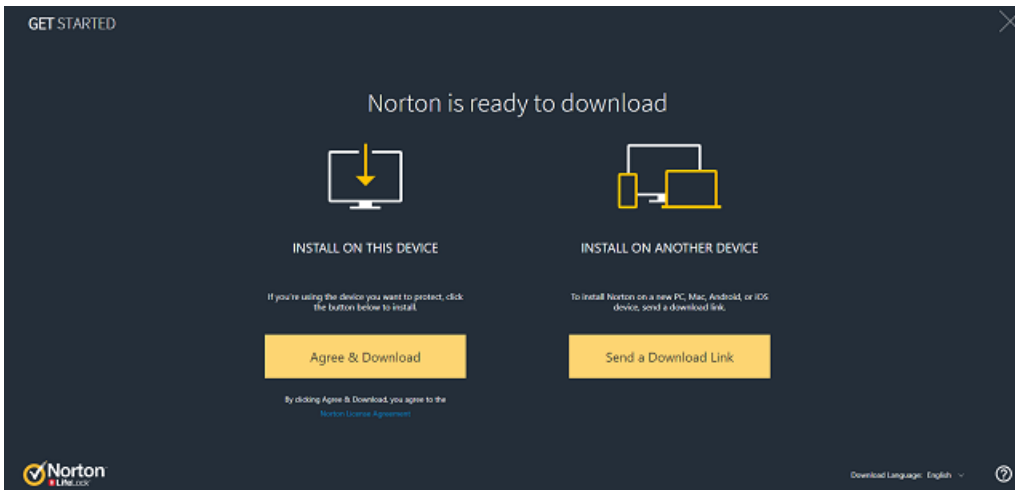 GET STARTED
Norton is ready to download
INSTALL ON THIS DEVICE
If you're using the device you want to protect, click
the button below to install.
Agree & Download
By clicking Agree & Download, you agree to the
Norton License Agreement
INSTALL ON ANOTHER DEVICE
To install Norton on a new PC, Mac, Android, or iOS
device, send a download link.
Send a Download Link
Norton
LifeLock
Download Language: English
?